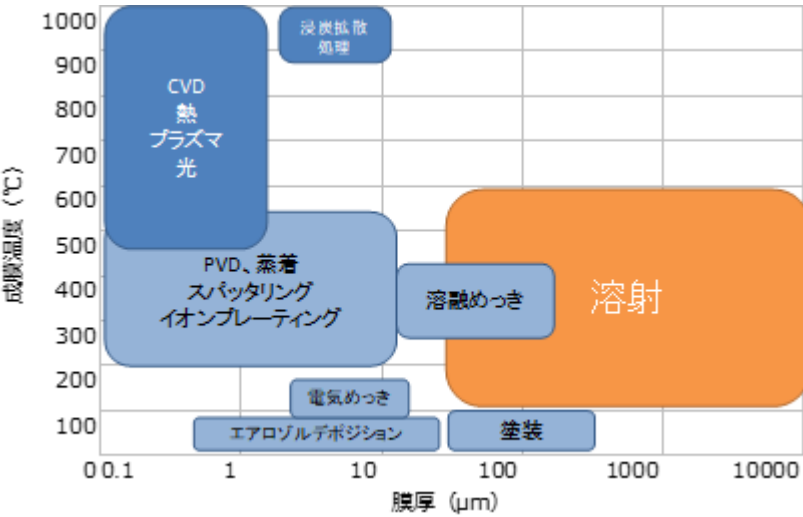 1000
900
800
700
600
500
400
300
200
100
0
成膜温度（℃）
浸炭拡散
処理
CVD
熱
プラズマ
光
PVD、蒸着
スパッタリング
イオンプレーティング
溶融めっき
溶射
電気めっき
エアロゾルデポジション
塗装
0.1
1
10
100
1000
10000
膜厚（μm）